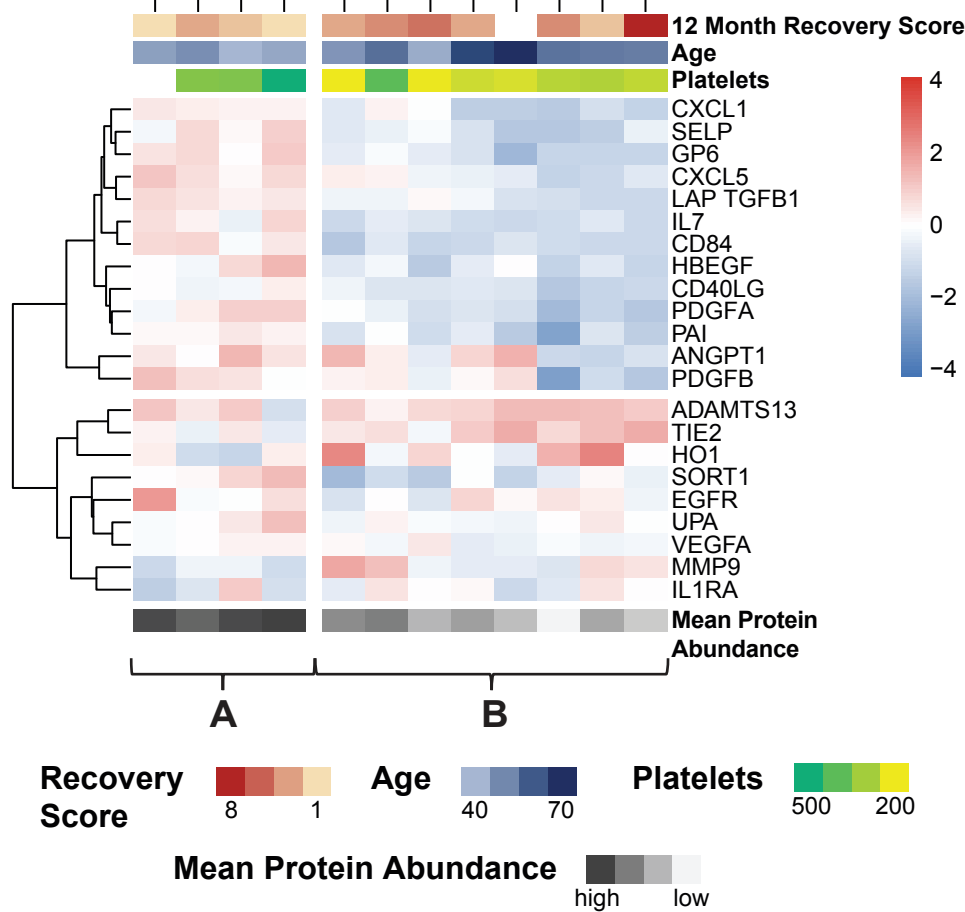 12 Month Recovery Score
Age
Platelets
CXCL1
SELP
GP6
CXCL5
LAP TGFB1
IL7
CD84
HBEGF
CD40LG
PDGFA
PAI
ANGPT1
PDGFB
ADAMTS13
TIE2
HO1
SORT1
EGFR
UPA
VEGFA
MMP9
IL1RA
Mean Protein
Abundance
4
2
0
−2
−4
A B
Recovery
Score
8 1
Age
40 70
Platelets
500 200
Mean Protein Abundance
high low